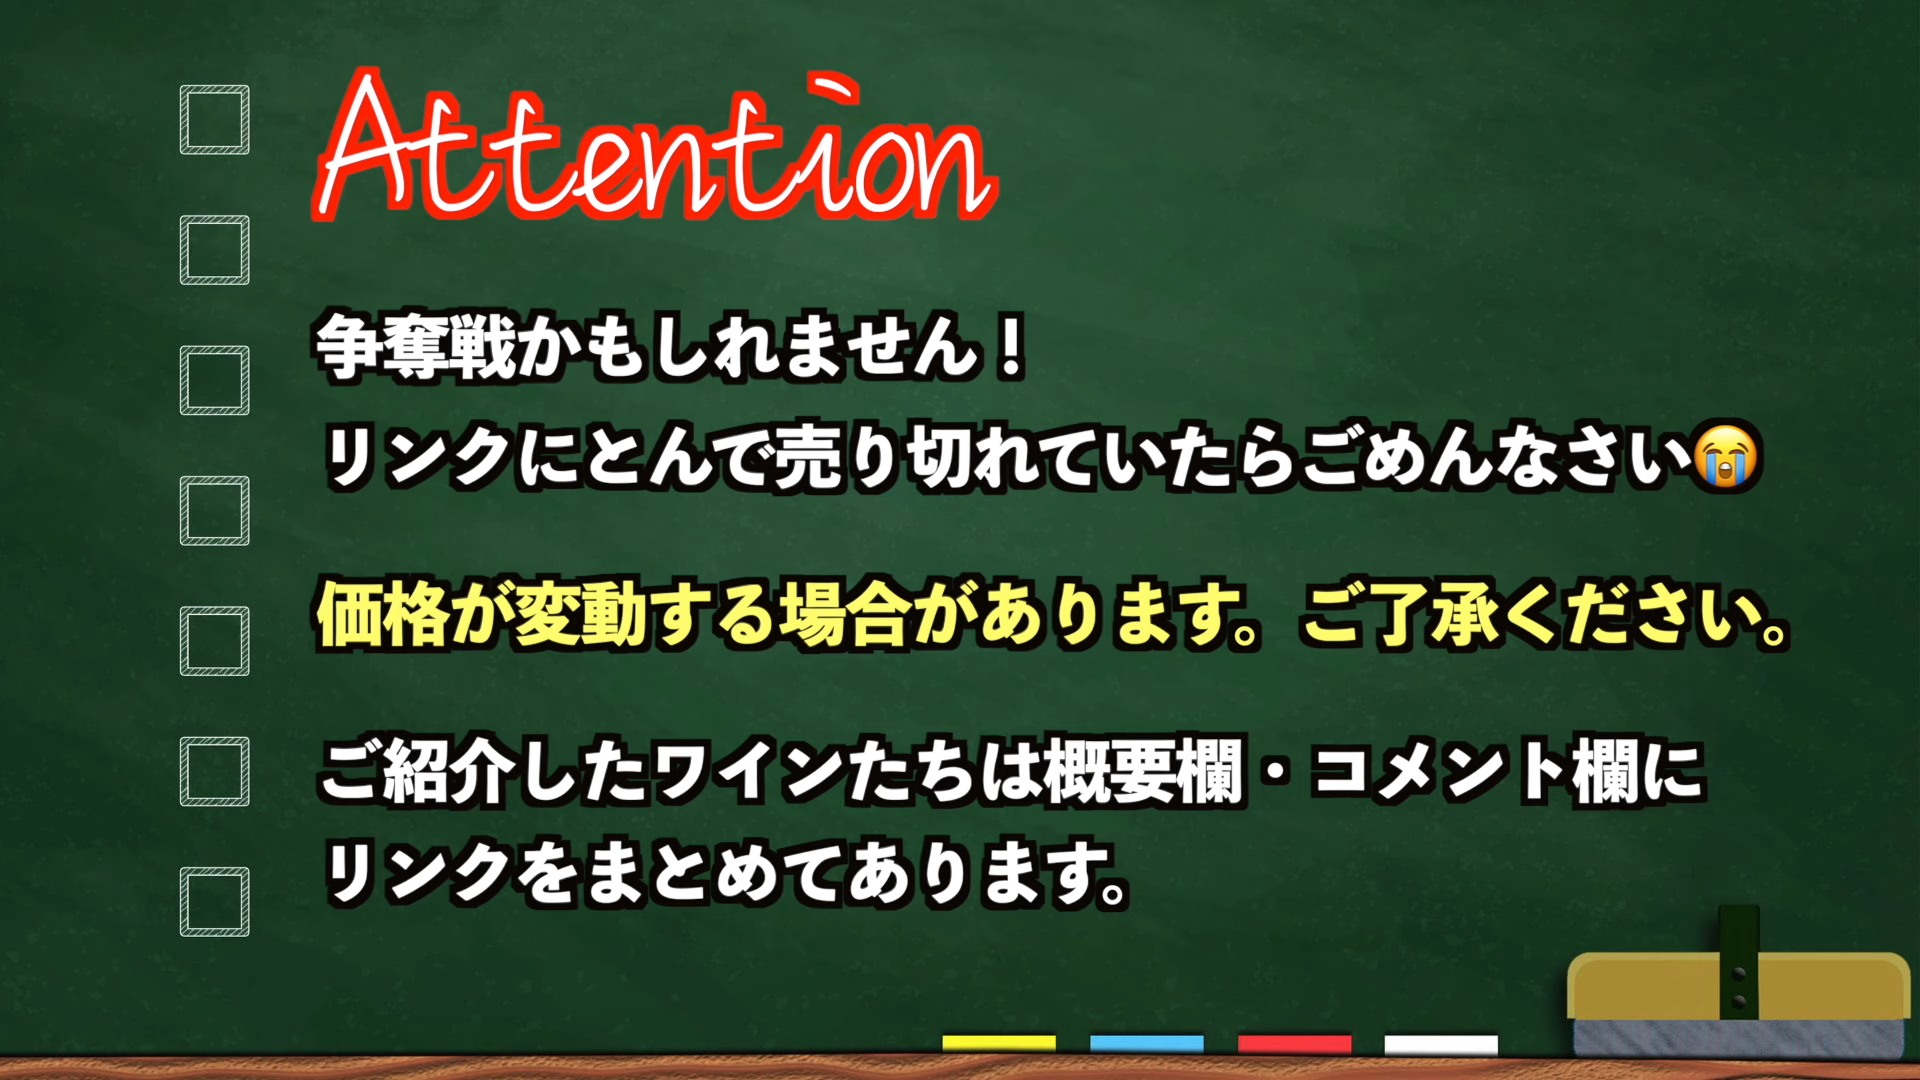 Attention
争奪戦かもしれません！
リンクにとんで売り切れていたらごめんなさい😭
価格が変動する場合があります。ご了承ください。
ご紹介したワインたちは概要欄・コメント欄に
リンクをまとめてあります。